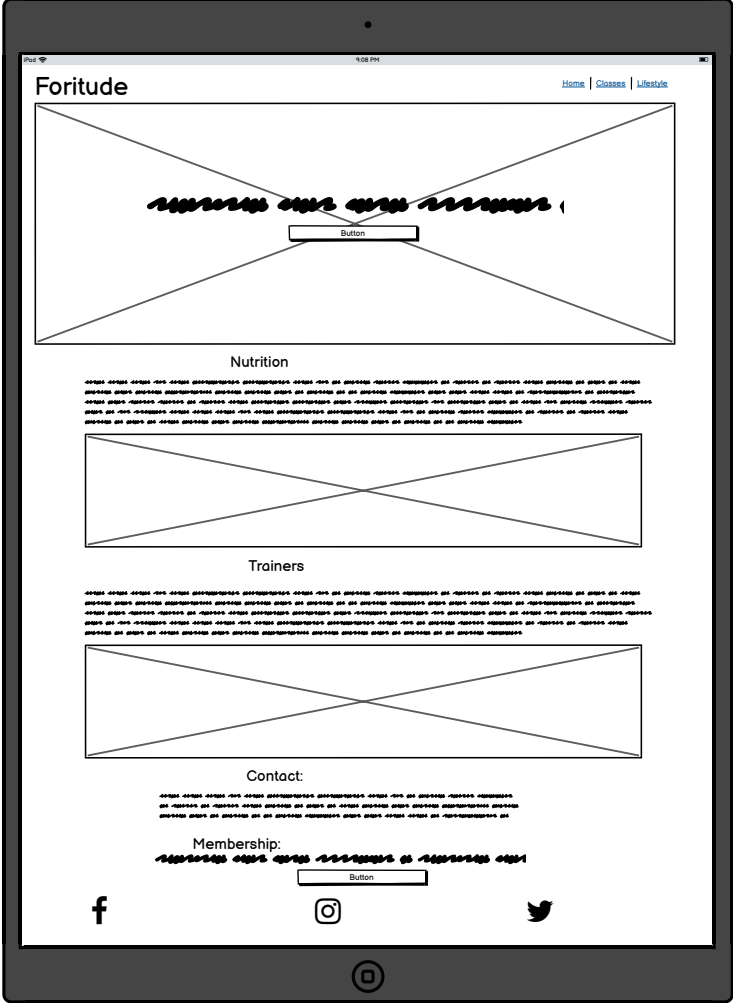 iPod 9:08 PM
Foritude
Home Classes Lifestyle
Button
Nutrition
Trainers
Contact:
Membership:
Button